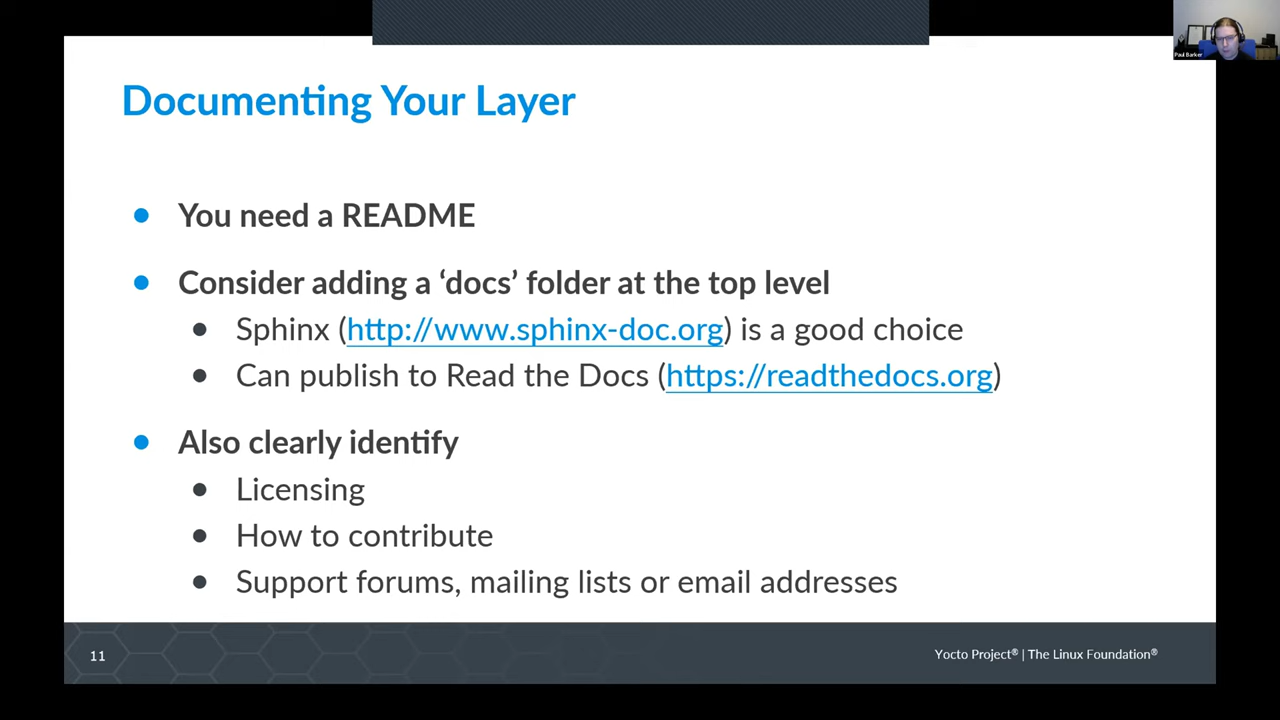 Paul Barker
Documenting Your Layer
You need a README
Consider adding a ‘docs’ folder at the top level
Sphinx (http://www.sphinx-doc.org) is a good choice
Can publish to Read the Docs (https://readthedocs.org)
Also clearly identify
Licensing
How to contribute
Support forums, mailing lists or email addresses
11
Yocto Project® | The Linux Foundation®